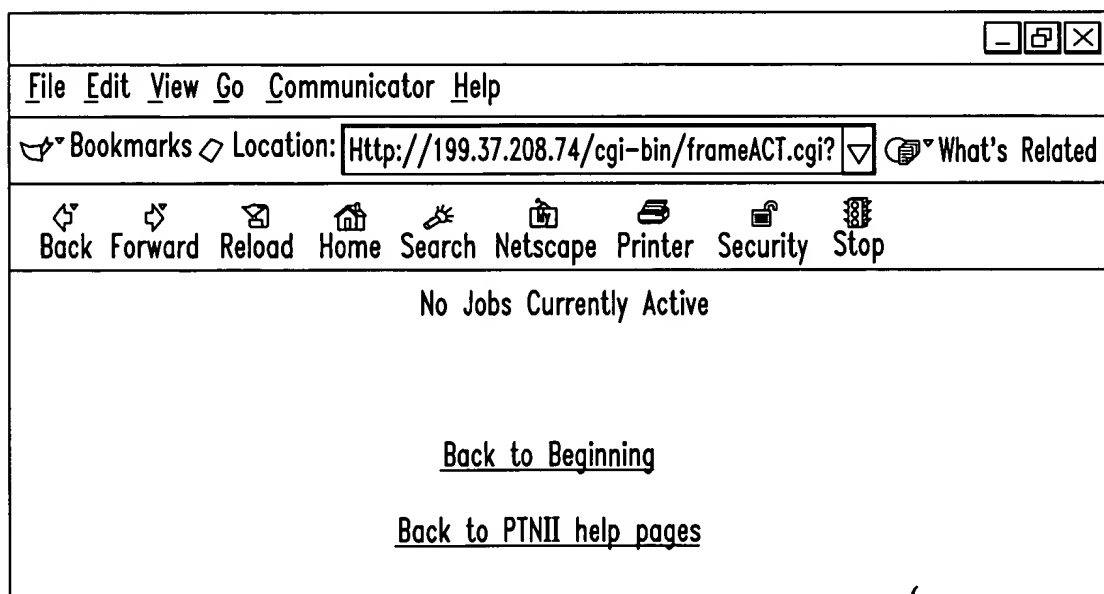 File Edit View Go Communicator Help
Bookmarks Location: Http://199.37.208.74/cgi-bin/frameACT.cgi? What's Related
Back Forward Reload Home Search Netscape Printer Security Stop
No Jobs Currently Active
Back to Beginning
Back to PTNII help pages